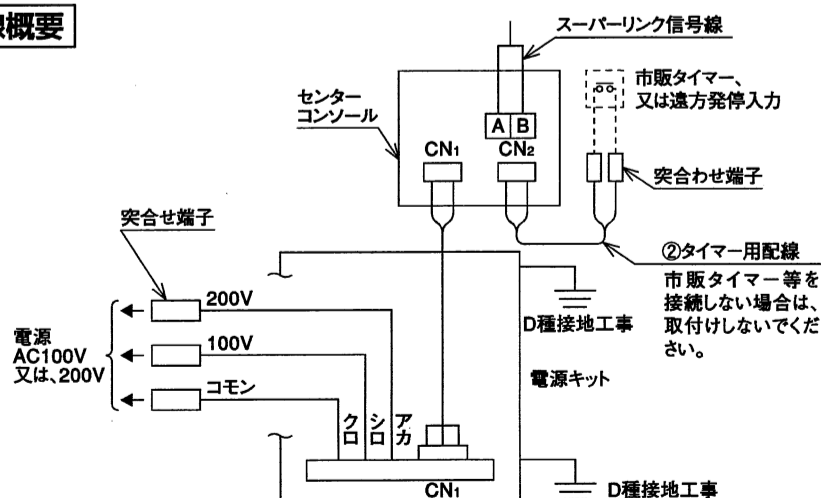 線概要
スーパーリンク信号線
市販タイマー、
又は遠方発停入力
センター
コンソール
A B
CN1
CN2
突合わせ端子
突合せ端子
②タイマー用配線
市販タイマー等を
接続しない場合は、
取付けしないでくだ
さい。
200V
D種接地工事
電源
AC100V
又は、200V
100V
電源キット
コモン
クロ
シロ
アカ
CN1
D種接地工事